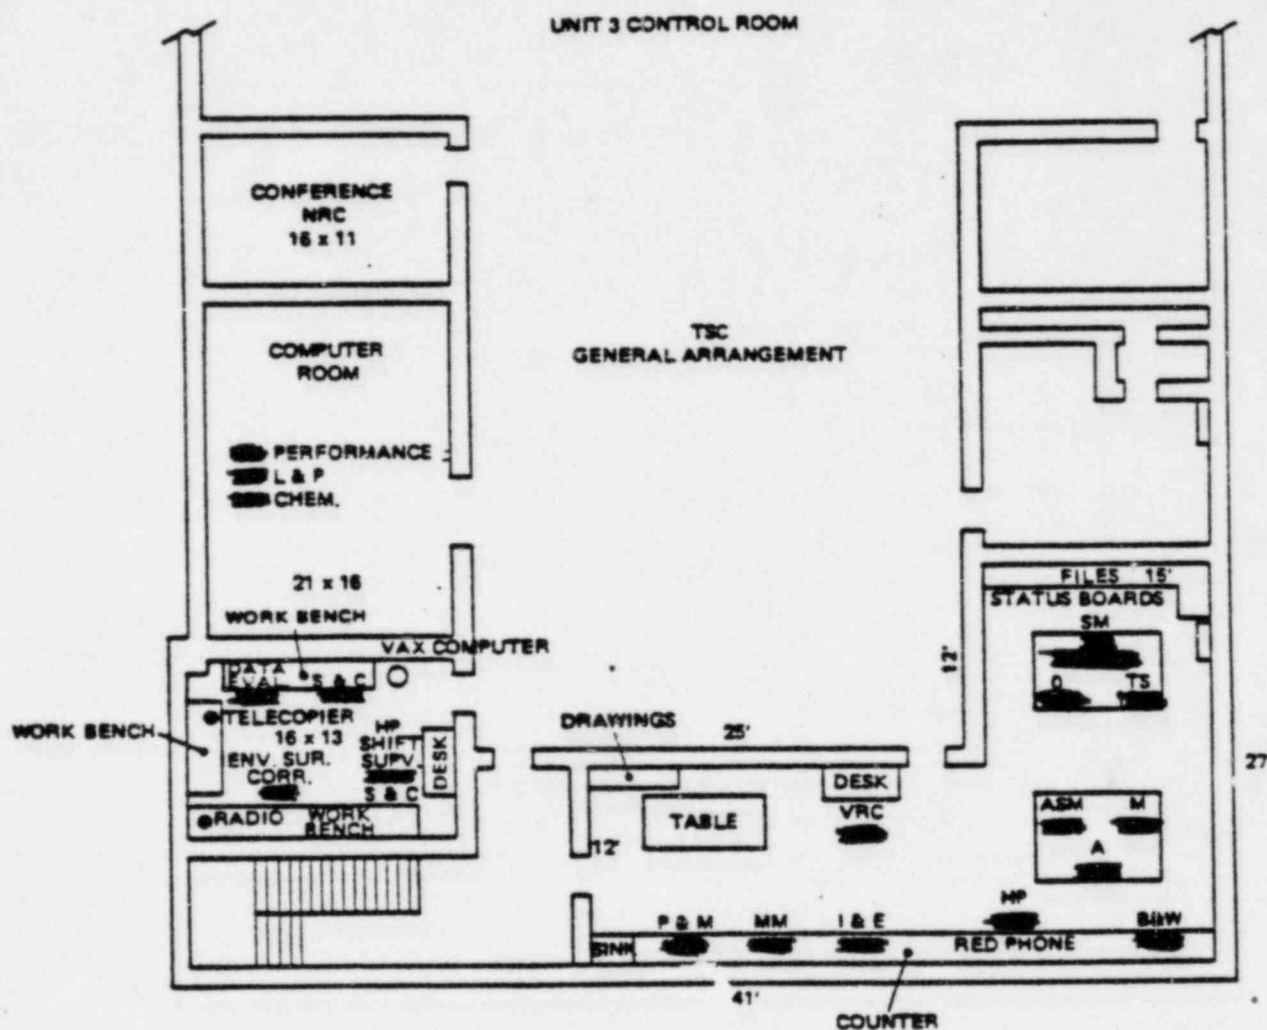 UNIT 3 CONTROL ROOM
CONFERENCE
NRC
16 x 11
COMPUTER
ROOM
TSC
GENERAL ARRANGEMENT
PERFORMANCE
L & P
CHEM.
21 x 16
WORK BENCH
VAX COMPUTER
FILES 15'
STATUS BOARDS
SM
O TS
12'
DATA
EVAL S & C
TELECOPIER
16 x 13
WORK BENCH
ENV. SUR.
CORR.
HP
SHIFT
SUPV.
S & C
DESK
RADIO
WORK
BENCH
DRAWINGS
25'
DESK
TABLE
VRC
12'
27
ASM M
A
HP
P & M MM I & E
B&W
SINK
RED PHONE
41'
COUNTER